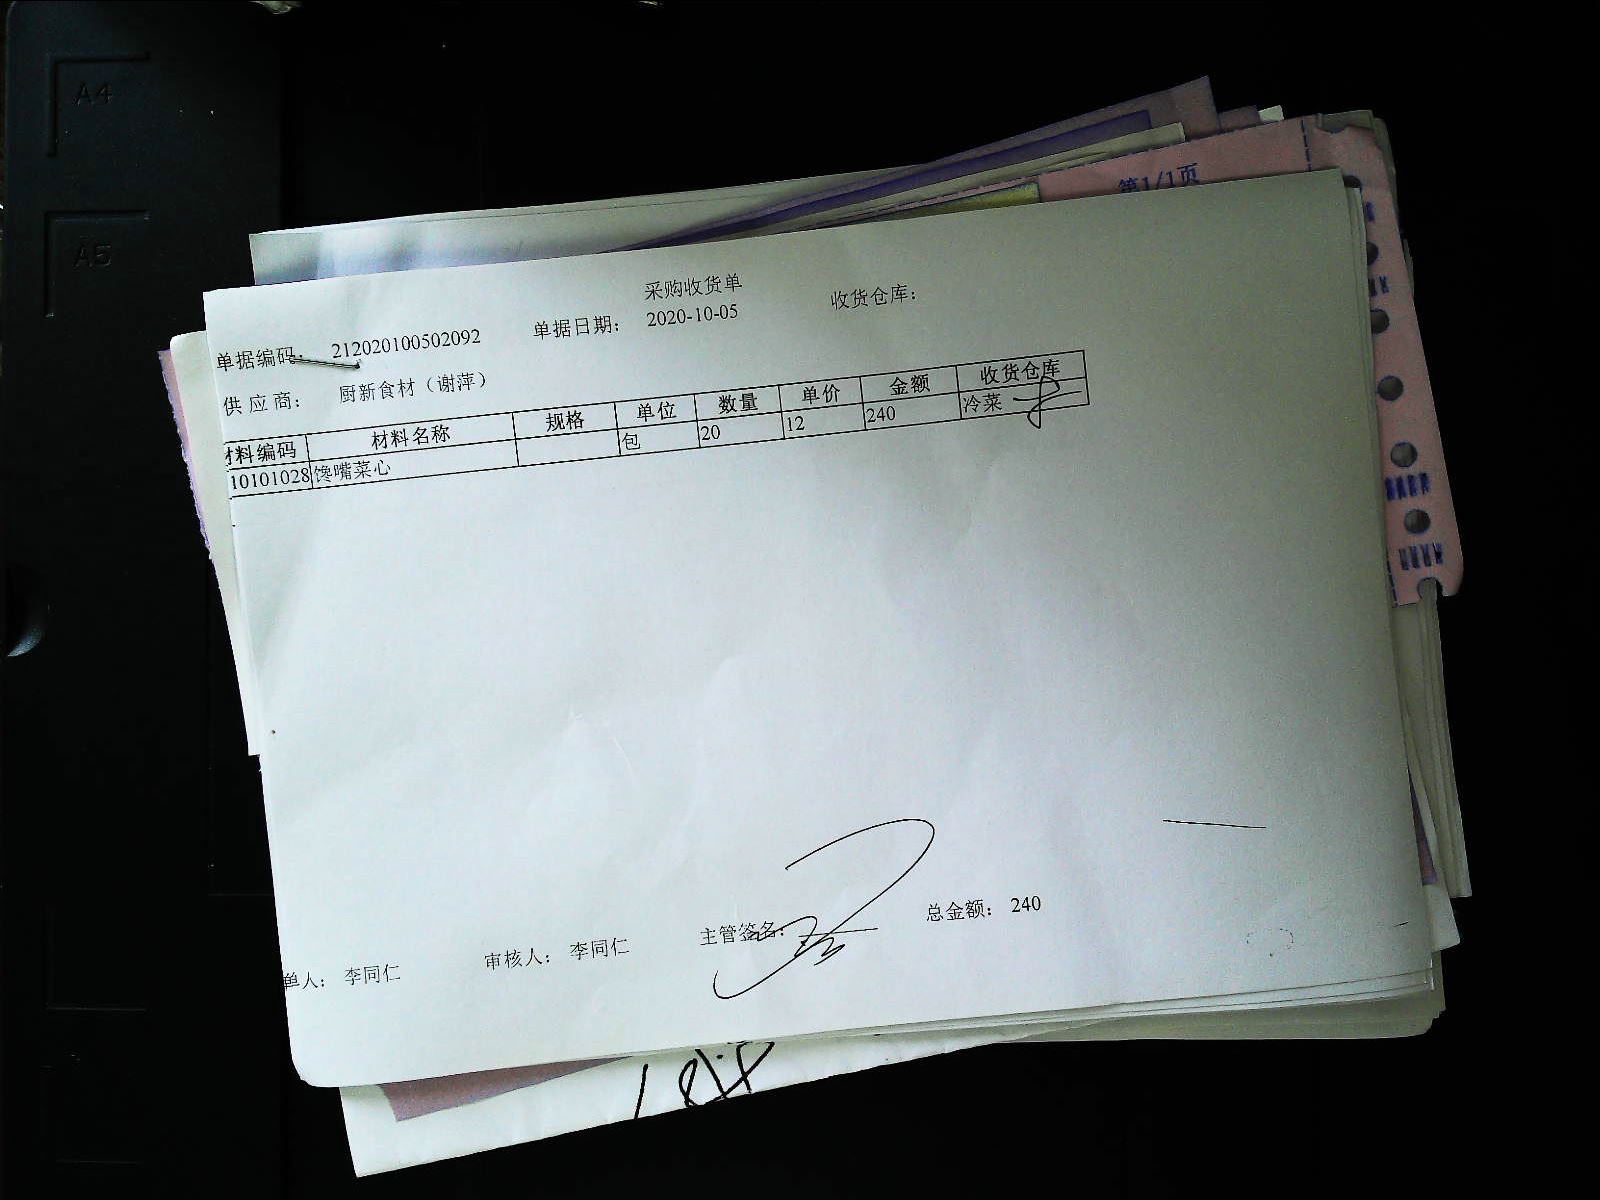 A4
A5
第1/1页
采购收货单
单据编码： 212020100502092 单据日期： 2020-10-05 收货仓库：
供应商： 厨新食材（谢萍）
材料编码 材料名称 规格 单位 数量 单价 金额 收货仓库
10101028 馋嘴菜心 包 20 12 240 冷菜
单人： 李同仁 审核人： 李同仁 主管签名： 总金额： 240